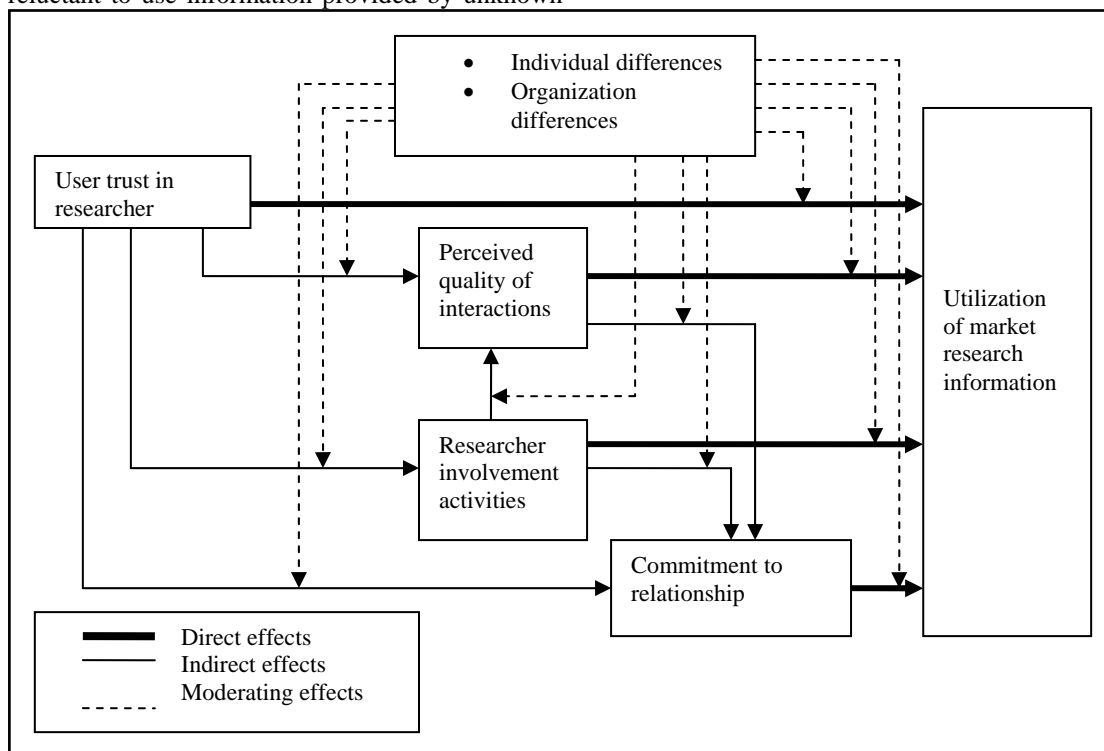 reluctant to use information provided by unknown
• Individual differences
• Organization
differences
User trust in
researcher
Perceived
quality of
interactions
Utilization
of market
research
information
Researcher
involvement
activities
Commitment to
relationship
Direct effects
Indirect effects
Moderating effects